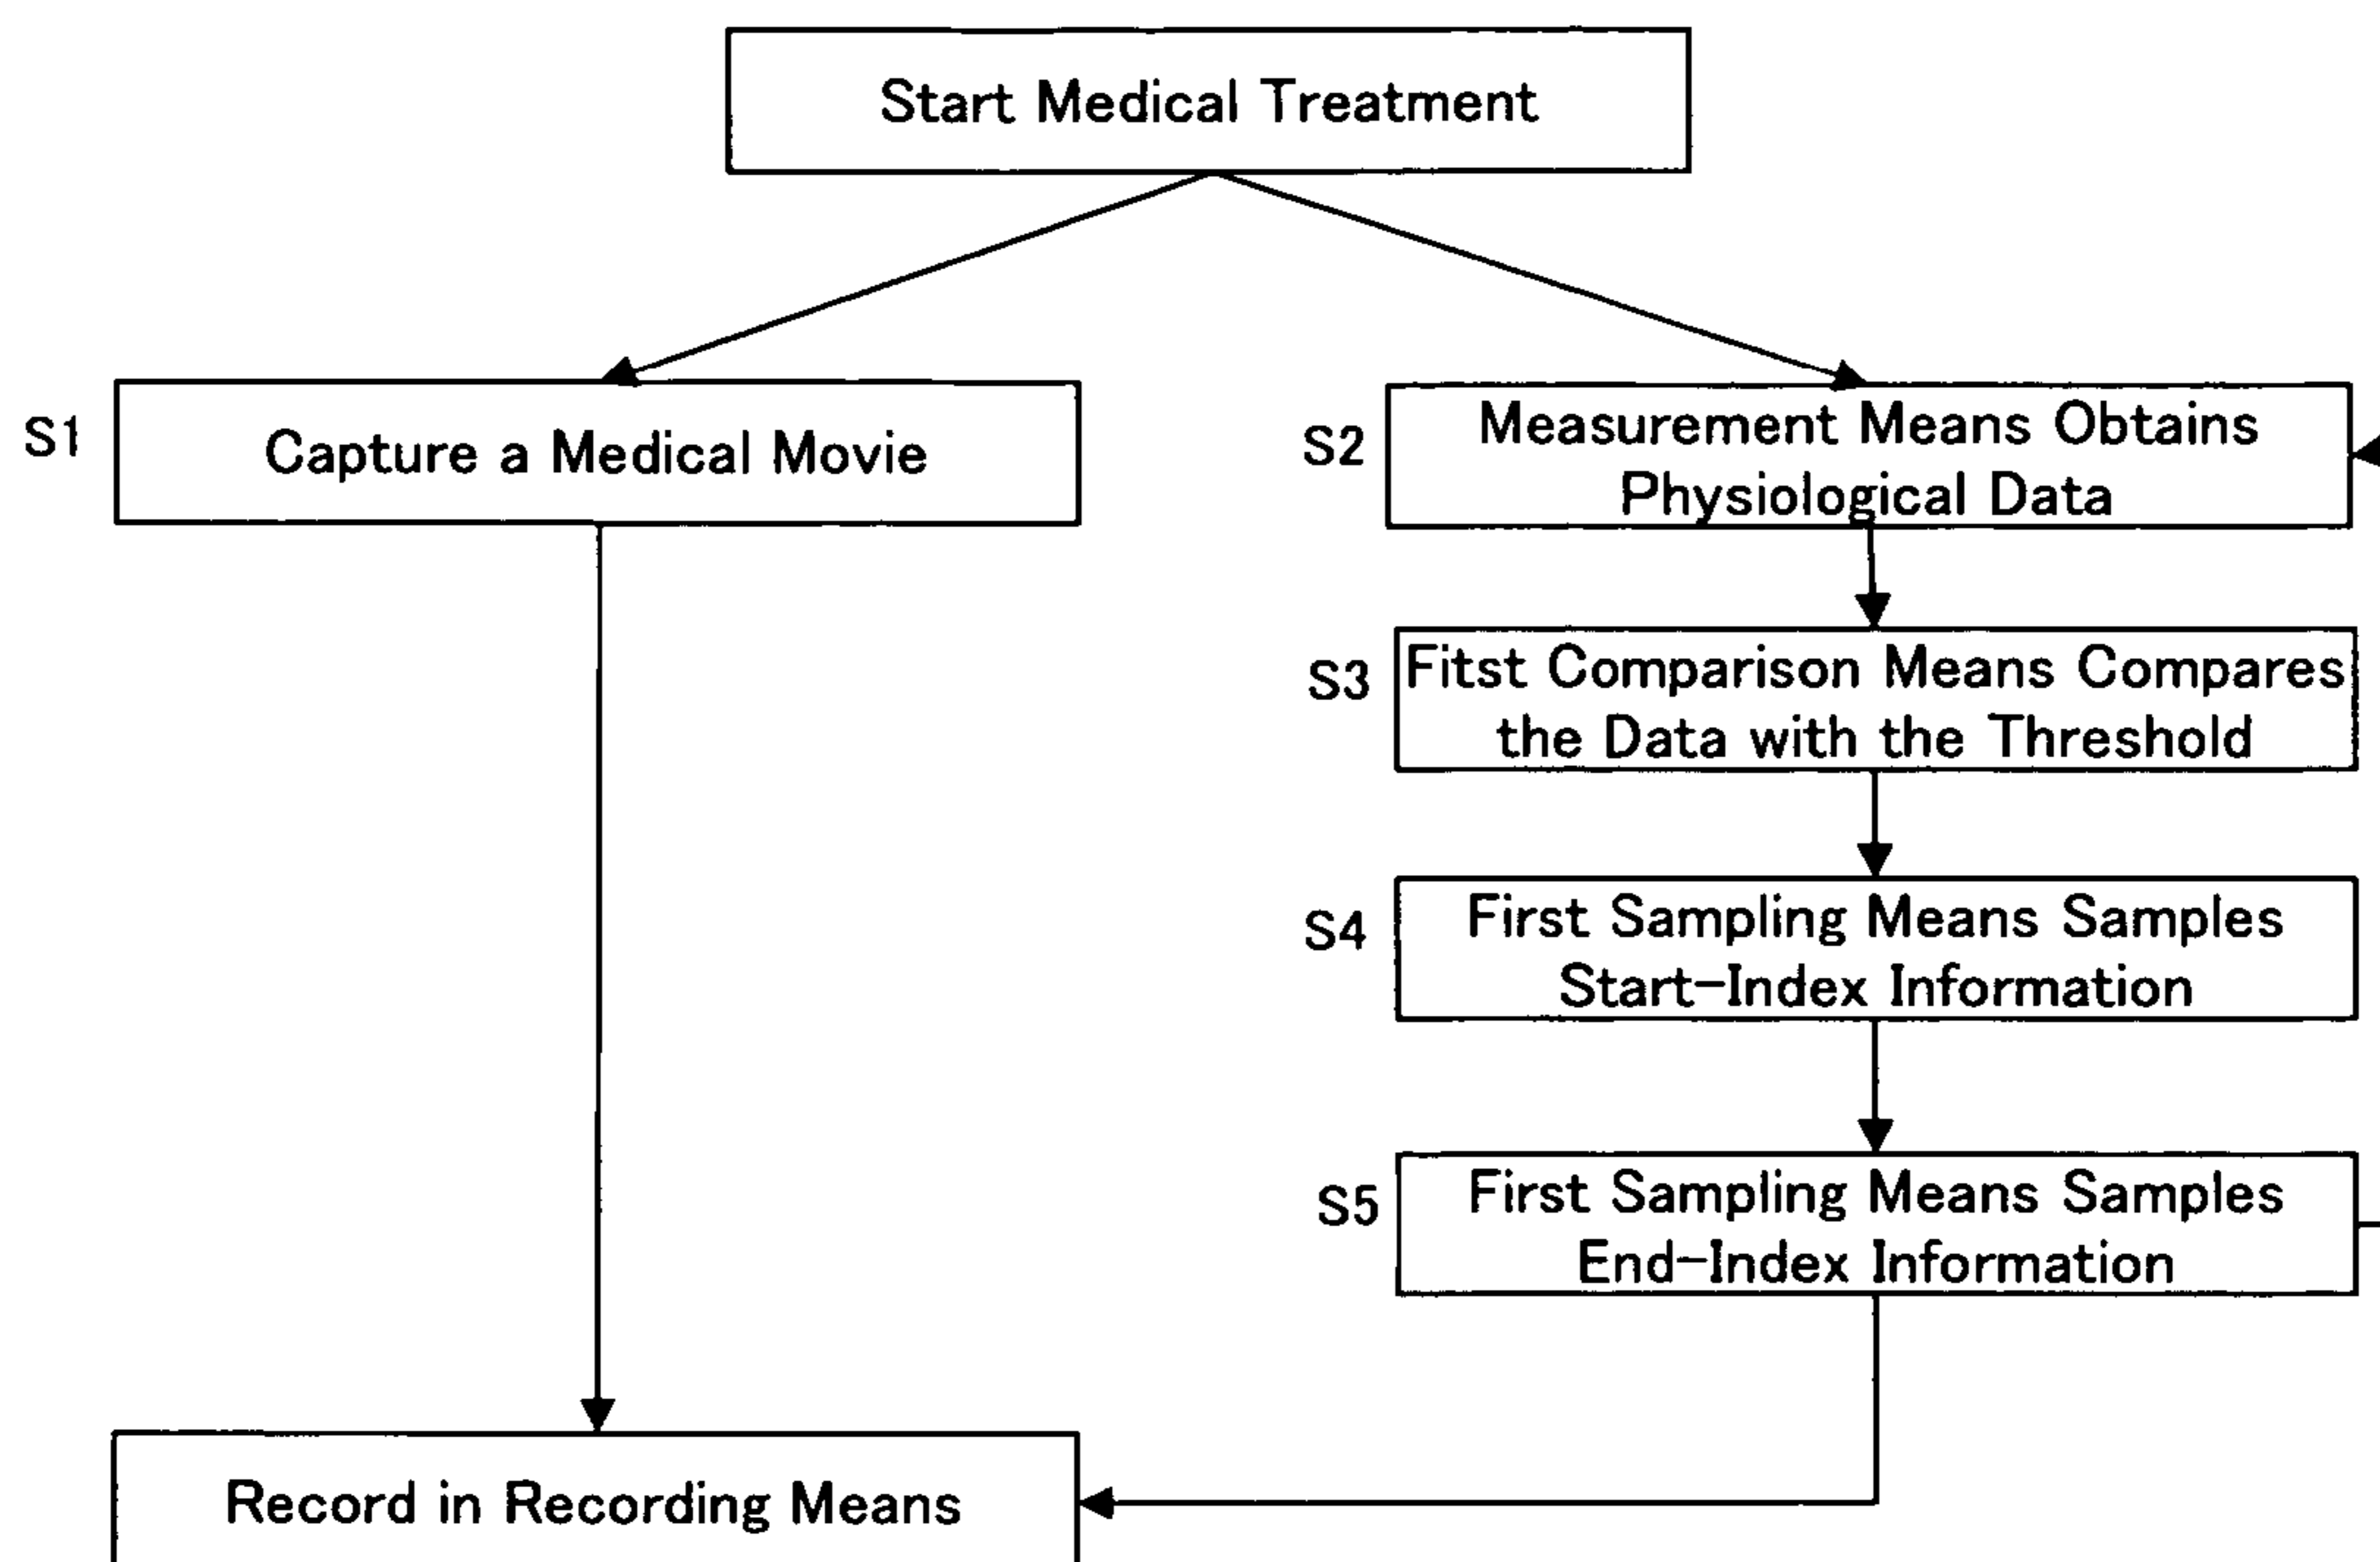 Start Medical Treatment
S1
Capture a Medical Movie
S2
Measurement Means Obtains
Physiological Data
S3
Fitst Comparison Means Compares
the Data with the Threshold
S4
First Sampling Means Samples
Start-Index Information
S5
First Sampling Means Samples
End-Index Information
Record in Recording Means